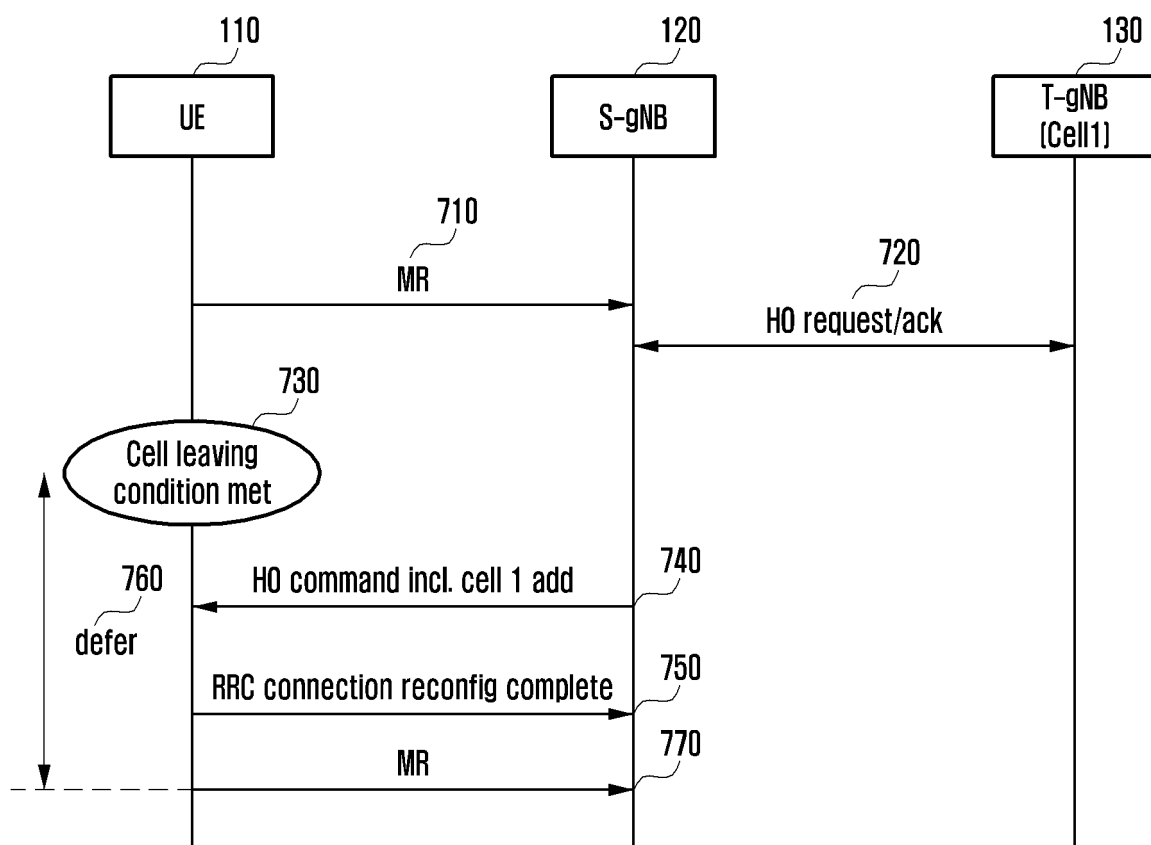 110
120
130
UE
S-gNB
T-gNB
(Cell1)
710
MR
720
HO request/ack
730
Cell leaving
condition met
740
HO command incl. cell 1 add
760
defer
750
RRC connection reconfig complete
770
MR